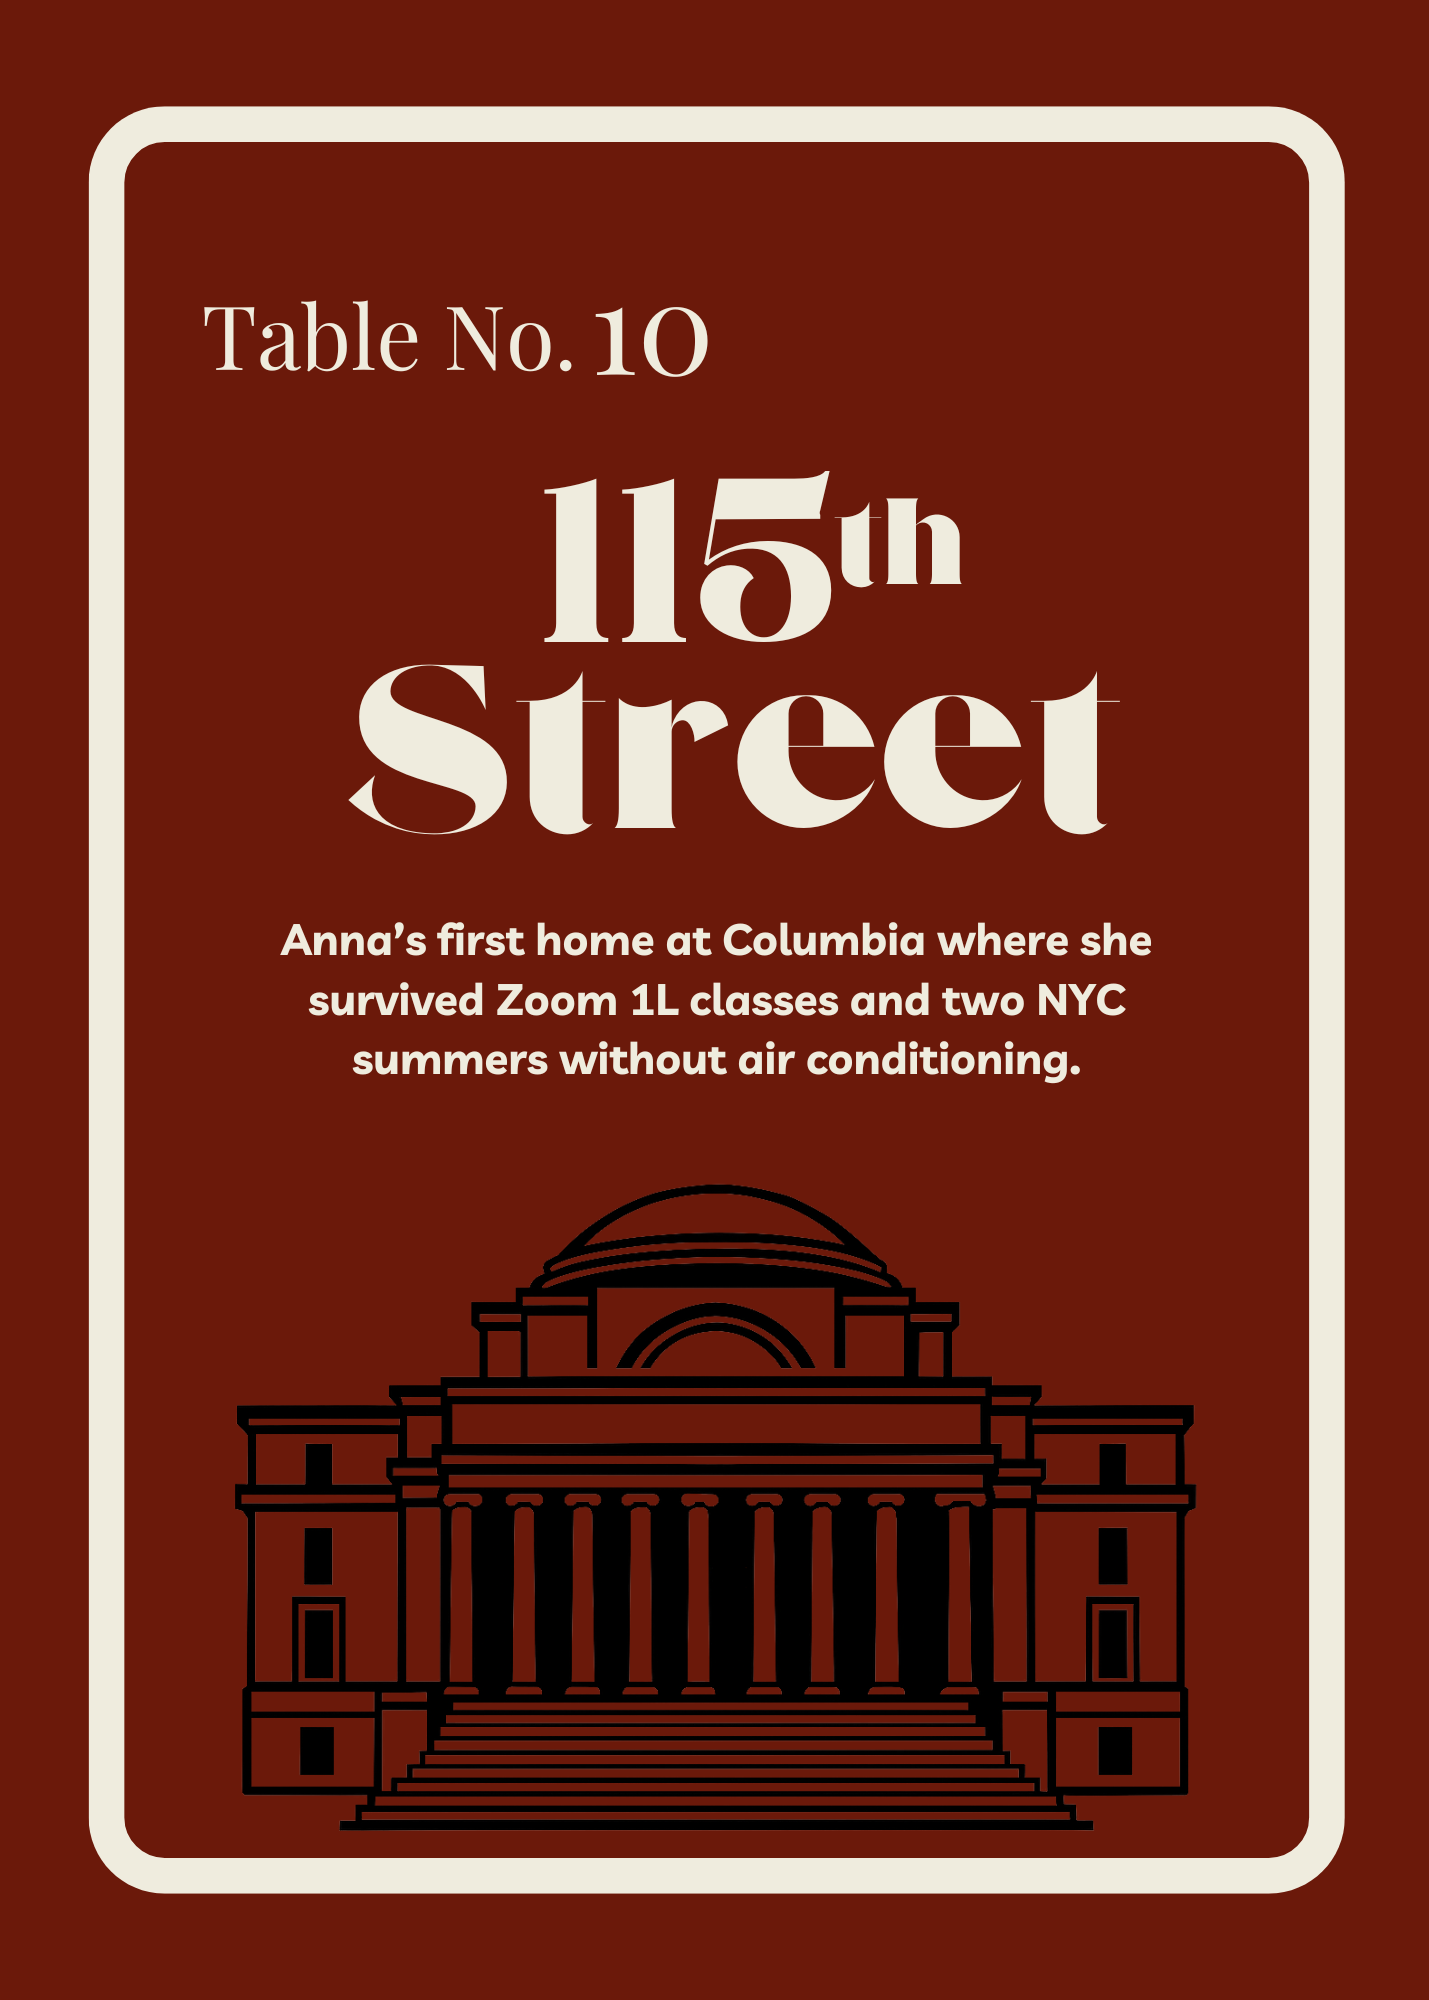 Table No. 10
115th
Street
Anna’s first home at Columbia where she
survived Zoom 1L classes and two NYC
summers without air conditioning.